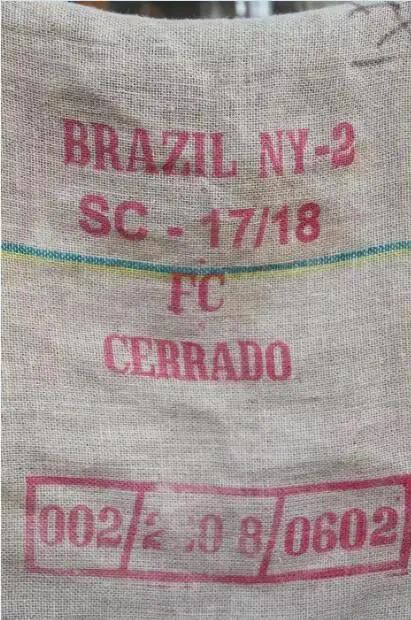 BRAZIL NY-2
SC - 17/18
FC
CERRADO
002/ /0602